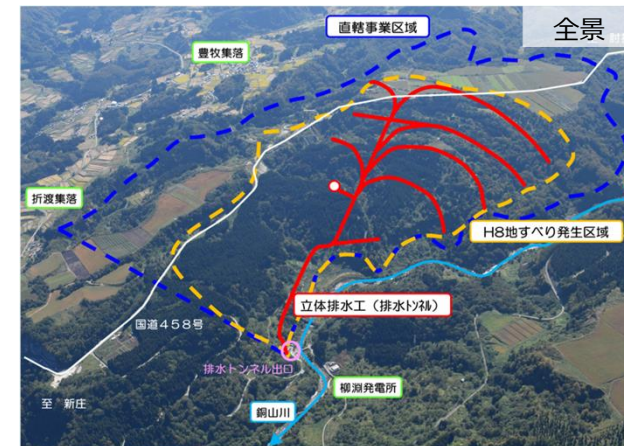 全景
直轄事業区域
豊牧集落
折渡集落
H8地すべり発生区域
立体排水工（排水ﾄﾝﾈﾙ）
国道４５８号
排水トンネル出口
柳淵発電所
至 新庄
銅山川